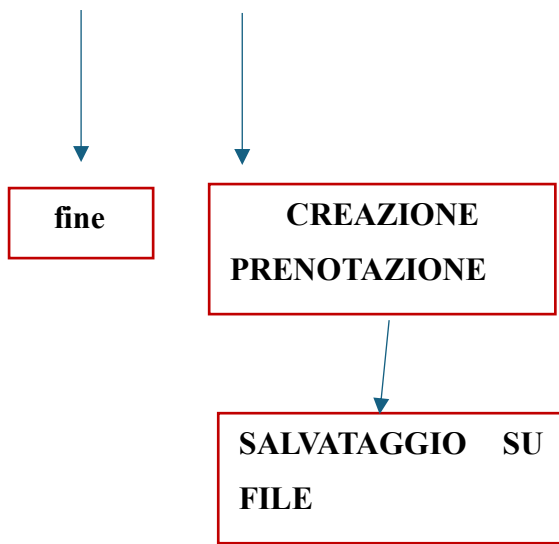 fine
CREAZIONE
PRENOTAZIONE
SALVATAGGIO SU
FILE